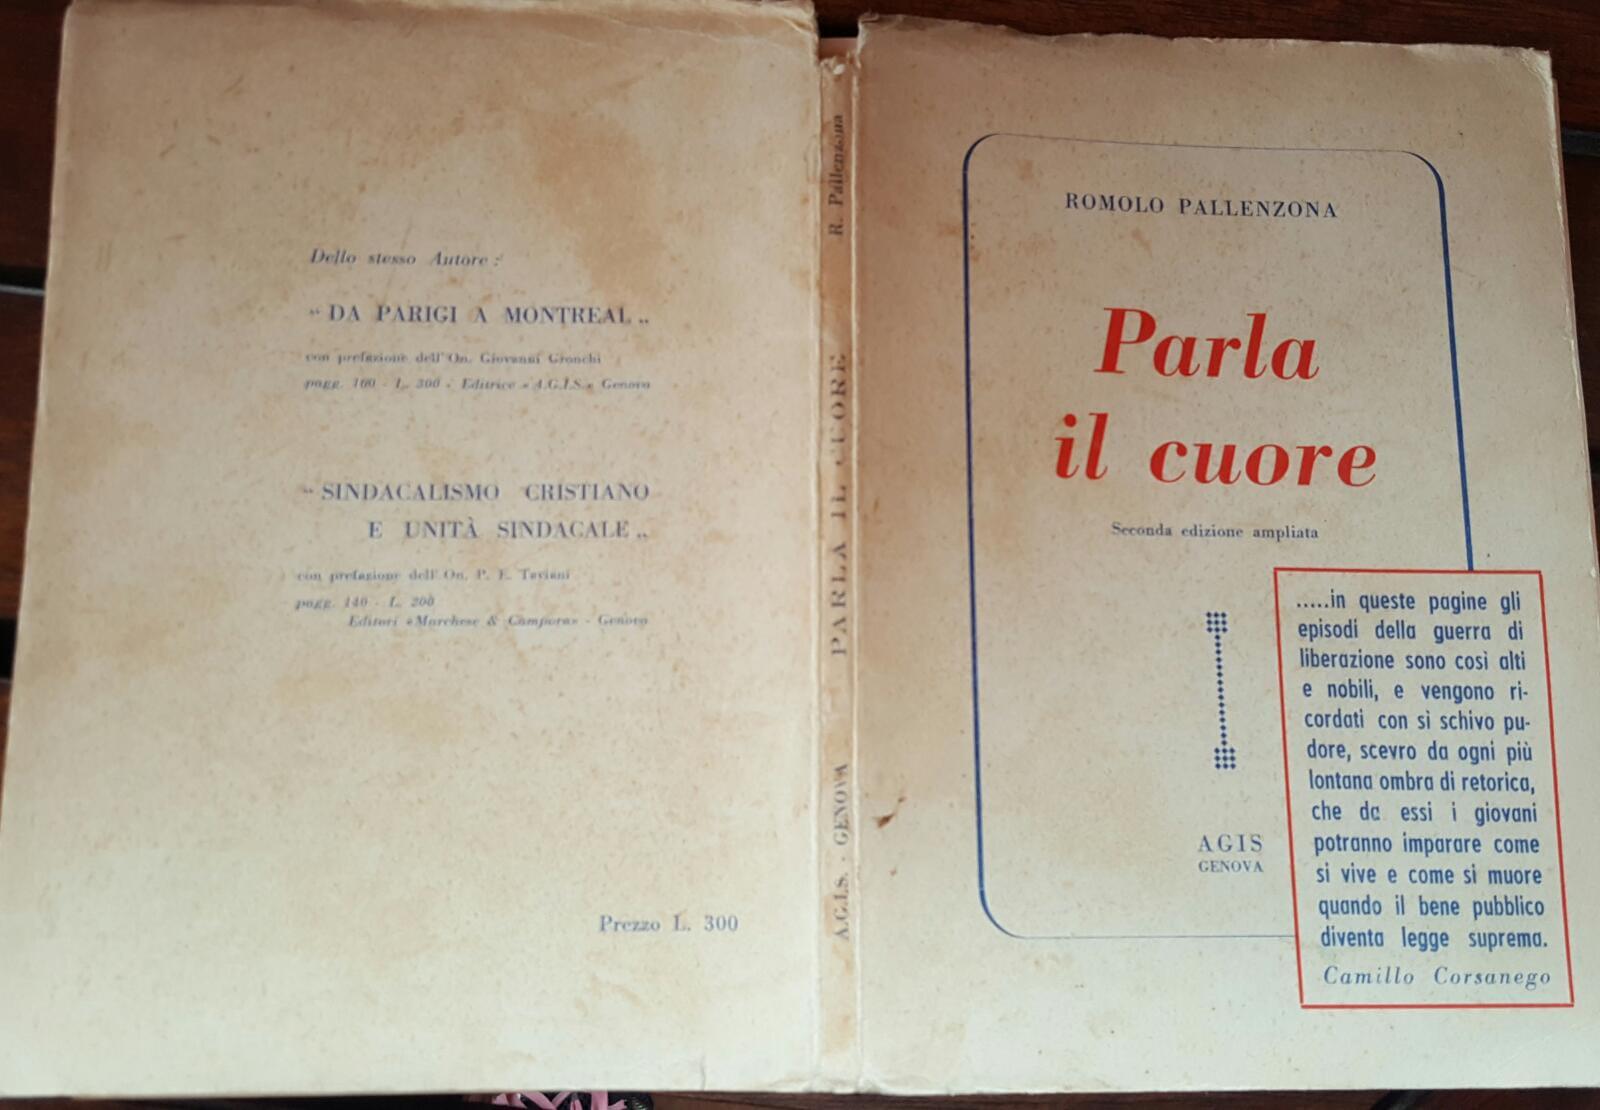 Dello stesso Autore :
“ DA PARIGI A MONTREAL „
con prefazione dell'On. Giovanni Gronchi
pagg. 160 - L. 300 - Editrice « A.G.I.S. » Genova
“ SINDACALISMO CRISTIANO
E UNITÀ SINDACALE „
con prefazione dell'On. P. E. Taviani
pagg. 140 - L. 200
Editori «Marchese & Campora» - Genova
Prezzo L. 300
R. Pallenzona
PARLA IL CUORE
A.G.I.S. - GENOVA
ROMOLO PALLENZONA
Parla
il cuore
Seconda edizione ampliata
AGIS
GENOVA
.....in queste pagine gli
episodi della guerra di
liberazione sono così alti
e nobili, e vengono ri-
cordati con sì schivo pu-
dore, scevro da ogni più
lontana ombra di retorica,
che da essi i giovani
potranno imparare come
si vive e come si muore
quando il bene pubblico
diventa legge suprema.
Camillo Corsanego